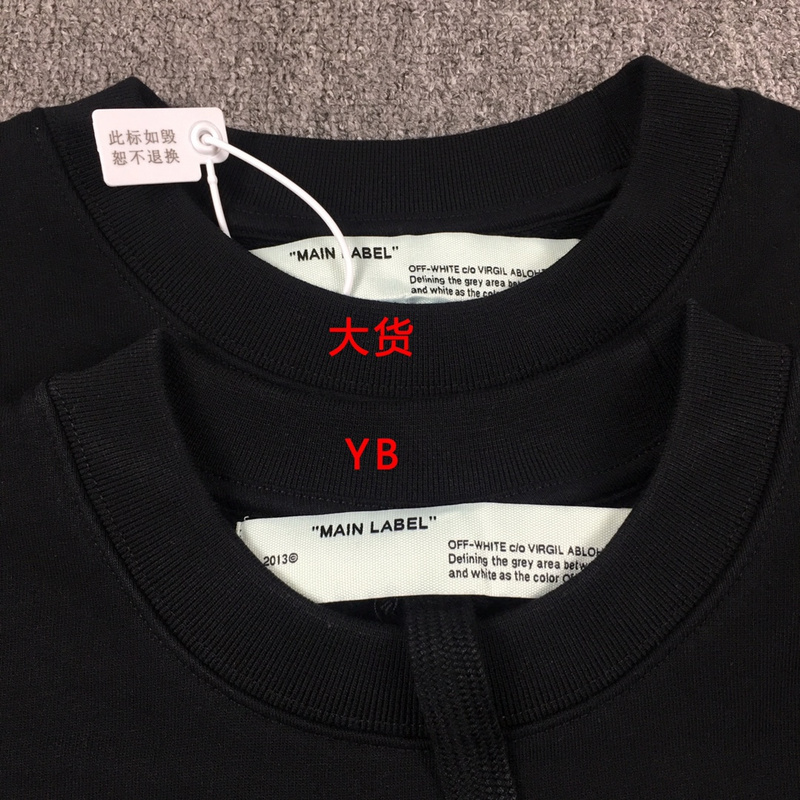 此标如毁
恕不退换
"MAIN LABEL"
OFF-WHITE c/o VIRGIL ABLOH
Defining the grey area
and white as the
大货
YB
"MAIN LABEL"
2013©
OFF-WHITE c/o VIRGIL ABLOH
Defining the grey area
and white as the color